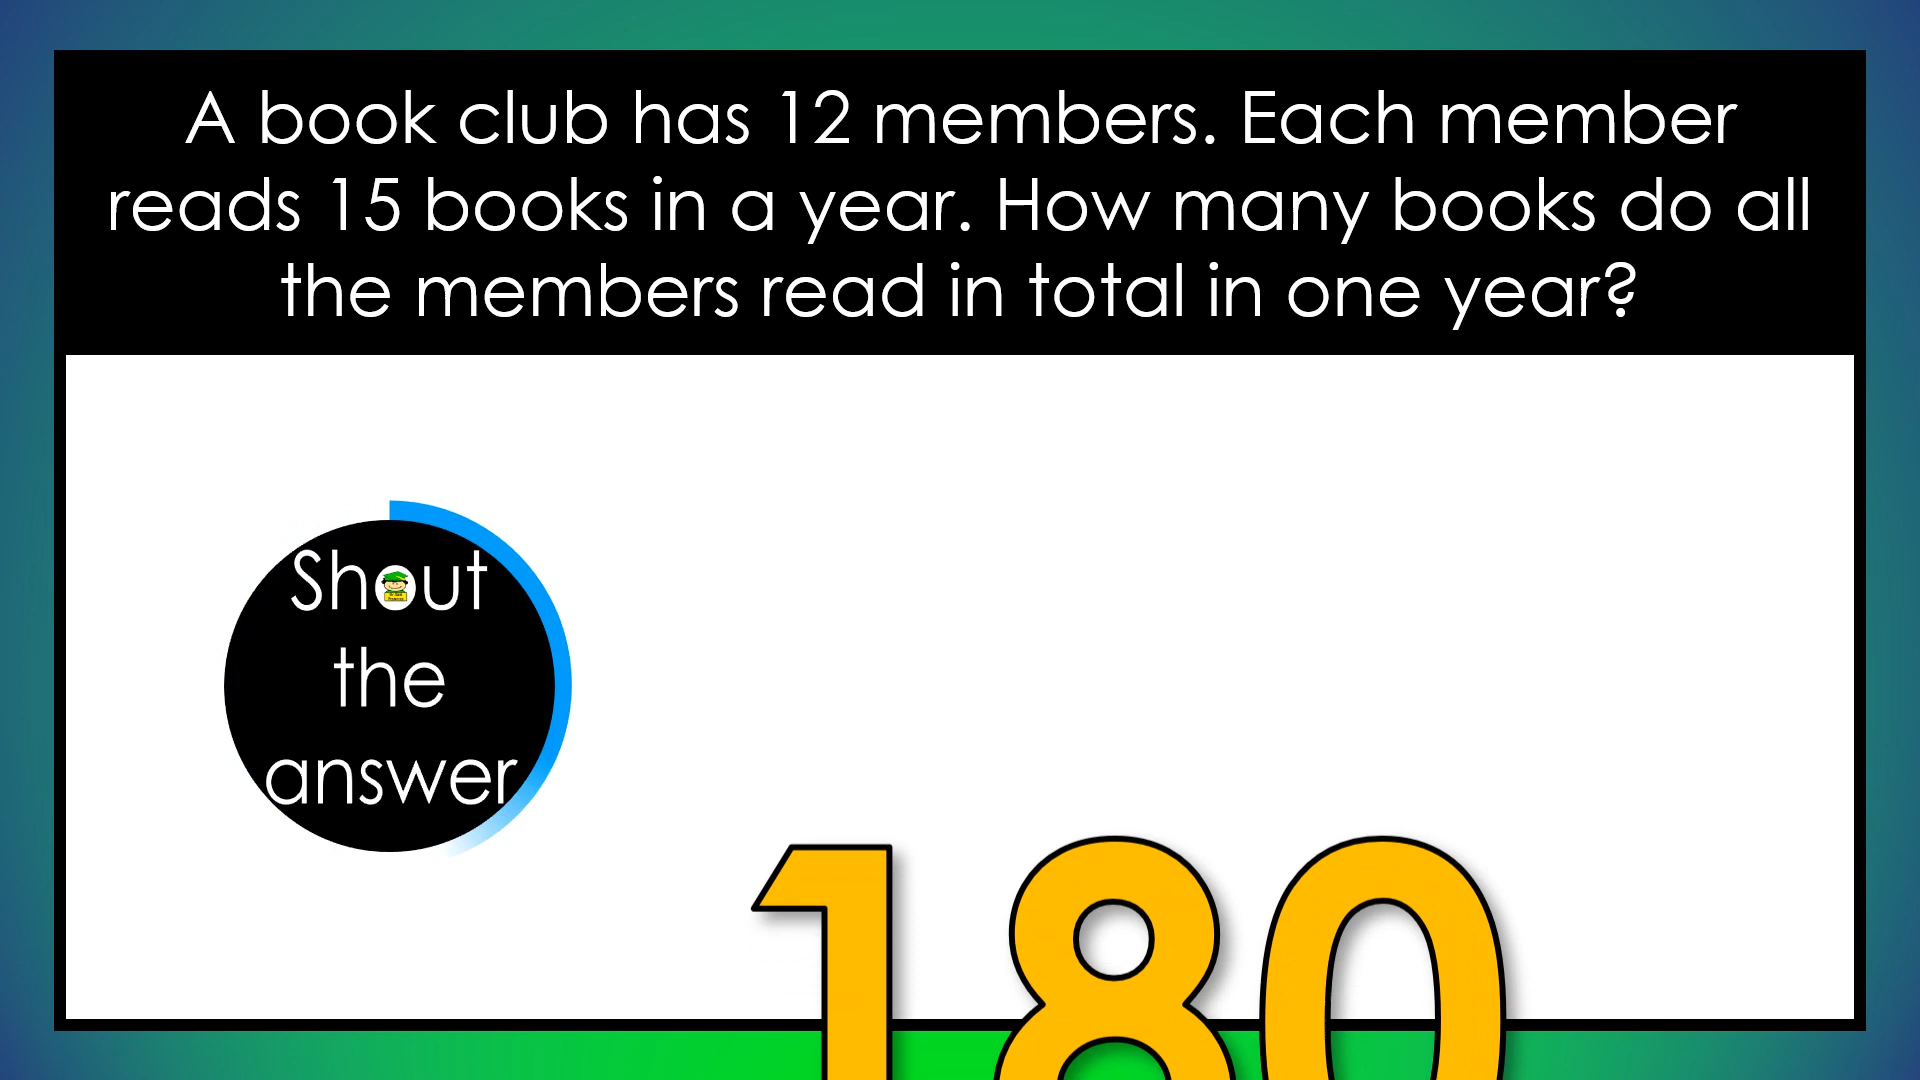 A book club has 12 members. Each member
reads 15 books in a year. How many books do all
the members read in total in one year?
Shout
the
answer
180